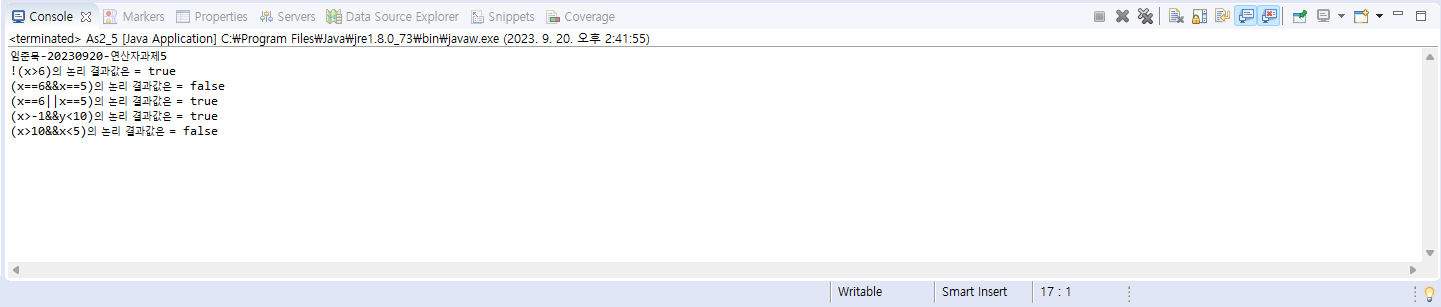 Console Markers Properties Servers Data Source Explorer Snippets Coverage
<terminated> As2_5 [Java Application] C:₩Program Files₩Java₩jre1.8.0_73₩bin₩javaw.exe (2023. 9. 20. 오후 2:41:55)
임준묵-20230920-연산자과제5
!(x>6)의 논리 결과값은 = true
(x==6&&x==5)의 논리 결과값은 = false
(x==6||x==5)의 논리 결과값은 = true
(x>-1&&y<10)의 논리 결과값은 = true
(x>10&&x<5)의 논리 결과값은 = false
Writable Smart Insert 17 : 1